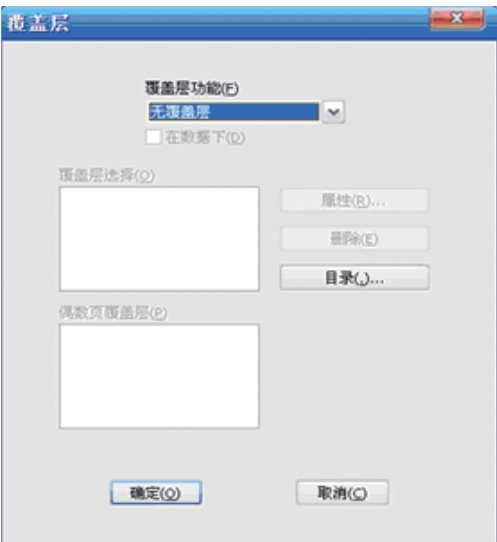 覆盖层
覆盖层功能(F)
无覆盖层
在数据下(D)
覆盖层选择(O)
属性(R)...
删除(E)
目录(.)...
偶数页覆盖层(P)
确定(O)
取消(C)